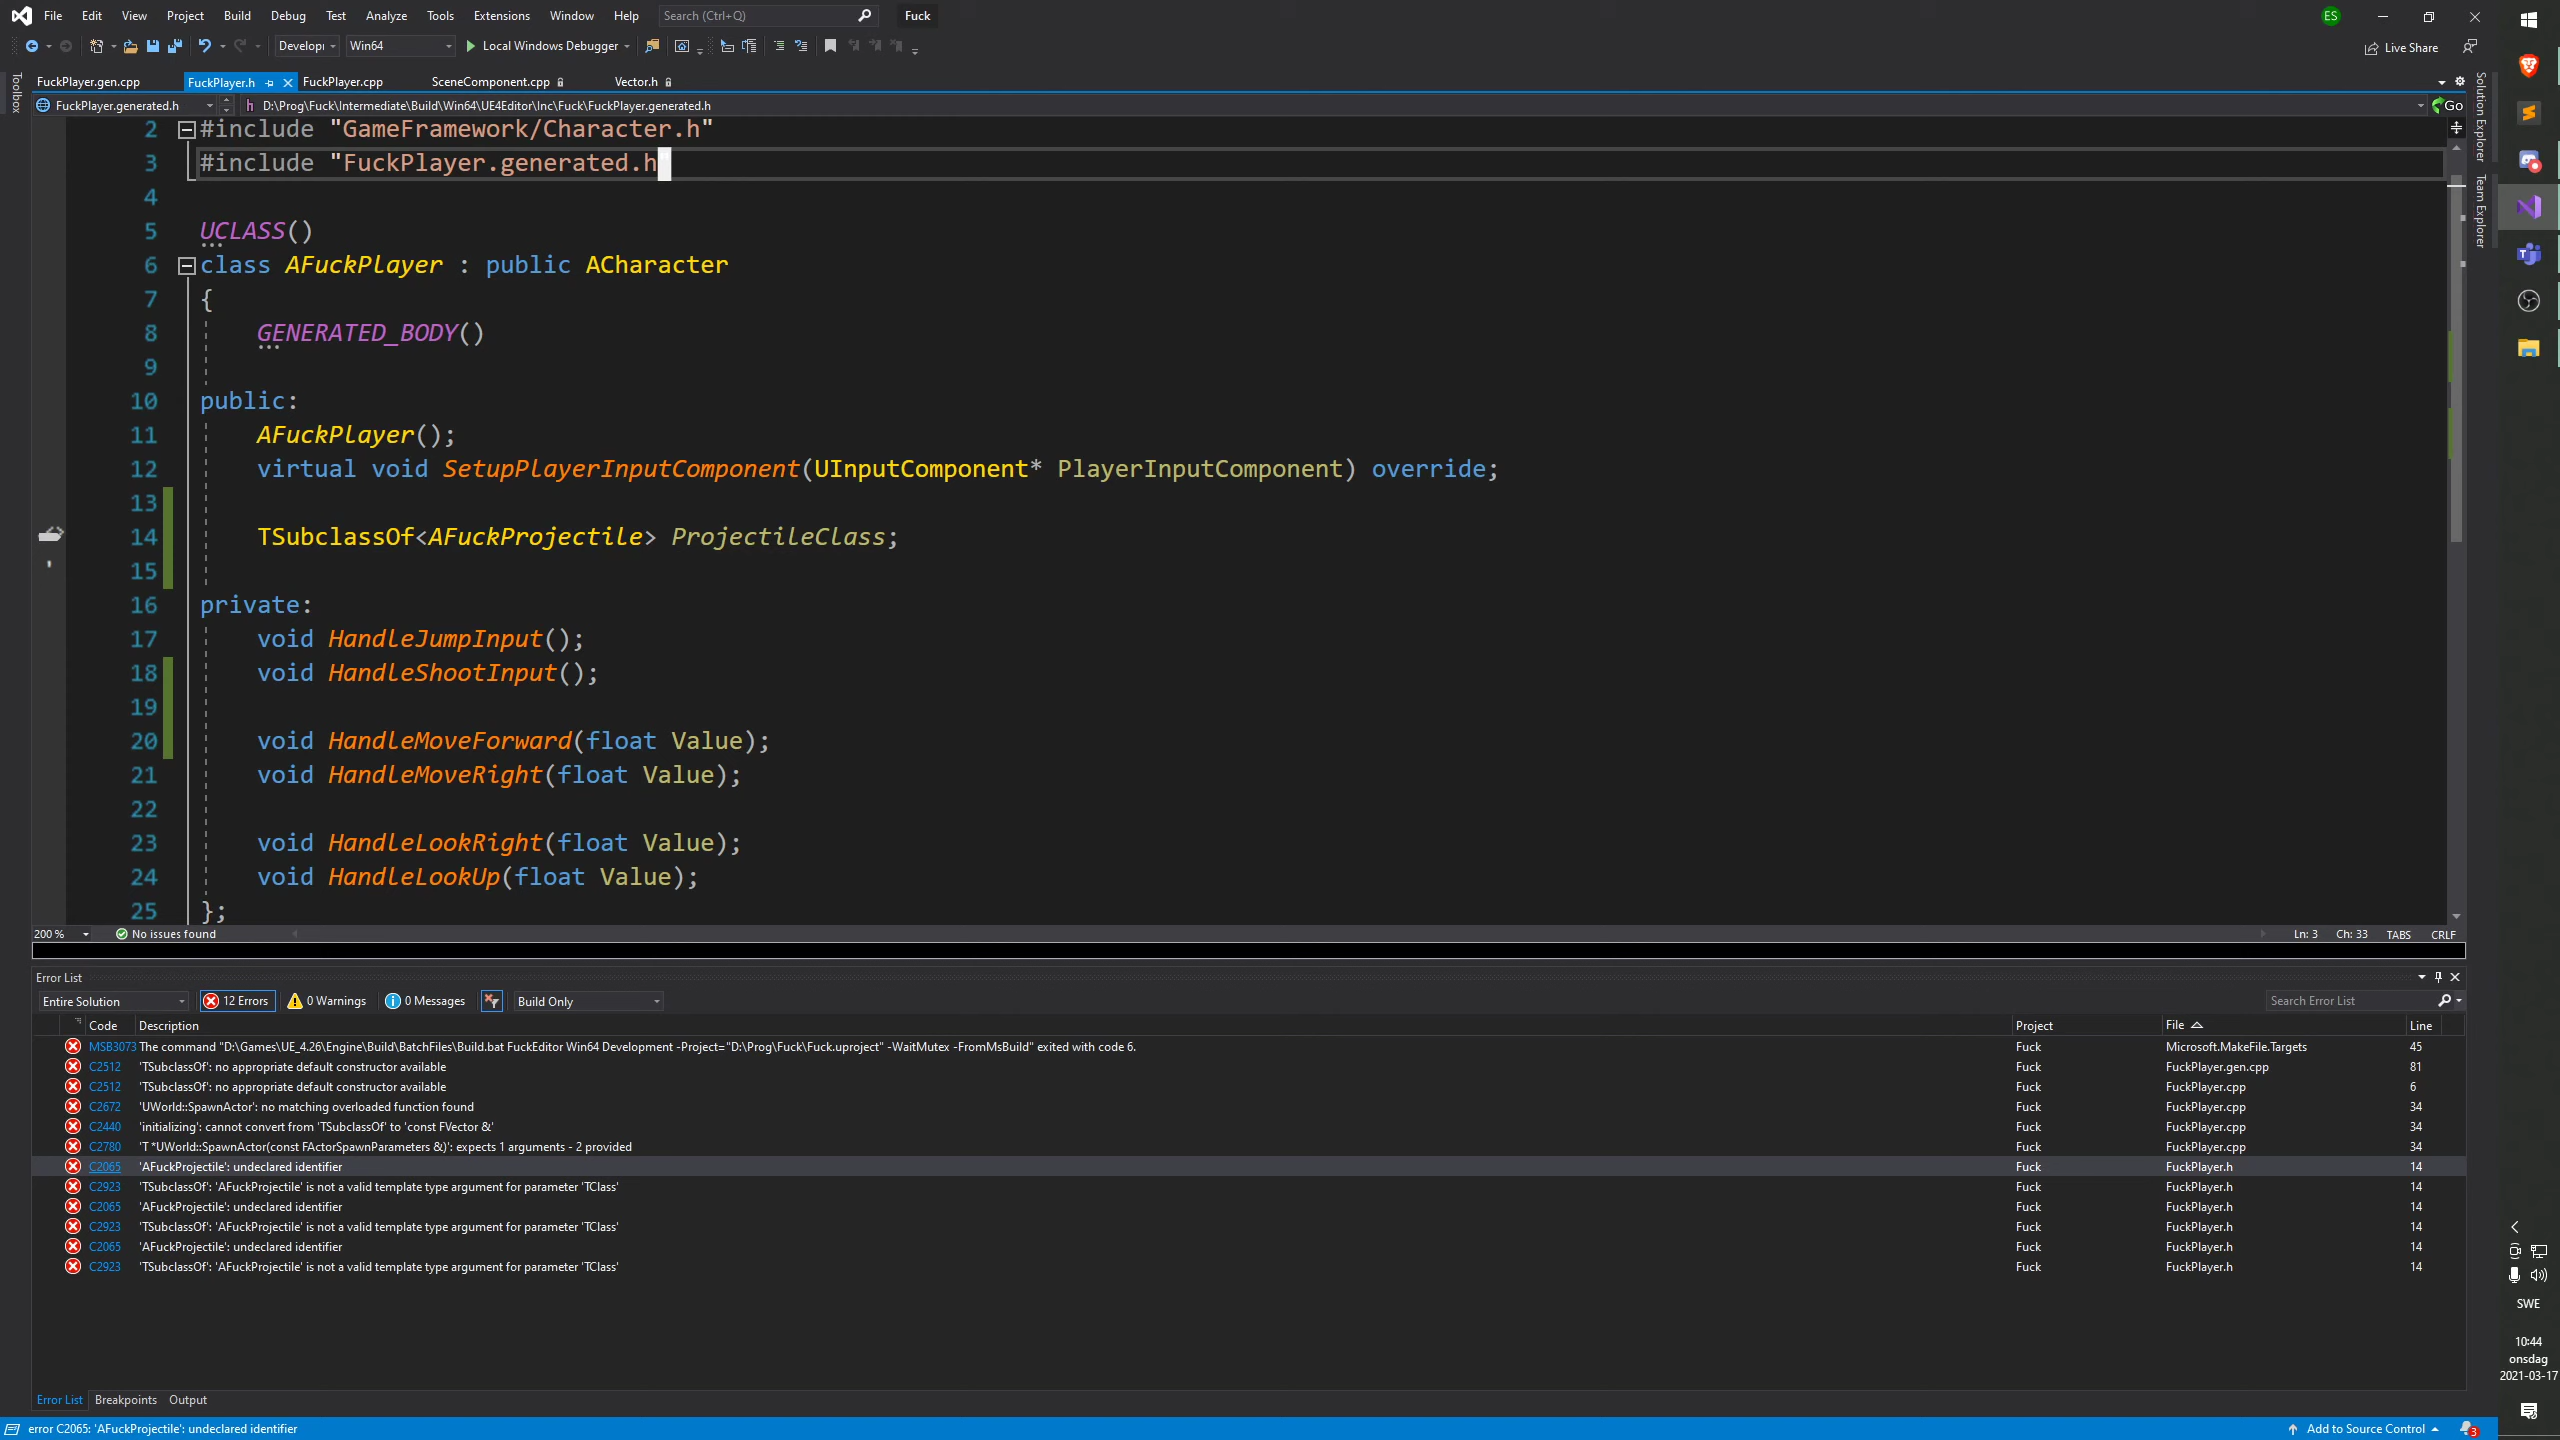 File Edit View Project Build Debug Test Analyze Tools Extensions Window Help Search (Ctrl+Q) Fuck ES
Develop Win64 Local Windows Debugger Live Share
FuckPlayer.gen.cpp FuckPlayer.h FuckPlayer.cpp SceneComponent.cpp Vector.h
FuckPlayer.generated.h D:\Prog\Fuck\Intermediate\Build\Win64\UE4Editor\Inc\Fuck\FuckPlayer.generated.h Go
Toolbox
Solution Explorer
Team Explorer
2 #include "GameFramework/Character.h"
3 #include "FuckPlayer.generated.h"
4
5 UCLASS()
6 class AFuckPlayer : public ACharacter
7 {
8 GENERATED_BODY()
9
10 public:
11 AFuckPlayer();
12 virtual void SetupPlayerInputComponent(UInputComponent* PlayerInputComponent) override;
13
14 TSubclassOf<AFuckProjectile> ProjectileClass;
15
16 private:
17 void HandleJumpInput();
18 void HandleShootInput();
19
20 void HandleMoveForward(float Value);
21 void HandleMoveRight(float Value);
22
23 void HandleLookRight(float Value);
24 void HandleLookUp(float Value);
25 };
200 % No issues found Ln: 3 Ch: 33 TABS CRLF
Error List
Entire Solution 12 Errors 0 Warnings 0 Messages Build Only Search Error List
Code Description Project File Line
MSB3073 The command "D:\Games\UE_4.26\Engine\Build\BatchFiles\Build.bat FuckEditor Win64 Development -Project="D:\Prog\Fuck\Fuck.uproject" -WaitMutex -FromMsBuild" exited with code 6. Fuck Microsoft.MakeFile.Targets 45
C2512 'TSubclassOf': no appropriate default constructor available Fuck FuckPlayer.gen.cpp 81
C2512 'TSubclassOf': no appropriate default constructor available Fuck FuckPlayer.cpp 6
C2672 'UWorld::SpawnActor': no matching overloaded function found Fuck FuckPlayer.cpp 34
C2440 'initializing': cannot convert from 'TSubclassOf' to 'const FVector &' Fuck FuckPlayer.cpp 34
C2780 'T *UWorld::SpawnActor(const FActorSpawnParameters &)': expects 1 arguments - 2 provided Fuck FuckPlayer.cpp 34
C2065 'AFuckProjectile': undeclared identifier Fuck FuckPlayer.h 14
C2923 'TSubclassOf': 'AFuckProjectile' is not a valid template type argument for parameter 'TClass' Fuck FuckPlayer.h 14
C2065 'AFuckProjectile': undeclared identifier Fuck FuckPlayer.h 14
C2923 'TSubclassOf': 'AFuckProjectile' is not a valid template type argument for parameter 'TClass' Fuck FuckPlayer.h 14
C2065 'AFuckProjectile': undeclared identifier Fuck FuckPlayer.h 14
C2923 'TSubclassOf': 'AFuckProjectile' is not a valid template type argument for parameter 'TClass' Fuck FuckPlayer.h 14
SWE
10:44
onsdag
2021-03-17
Error List Breakpoints Output
error C2065: 'AFuckProjectile': undeclared identifier Add to Source Control 3